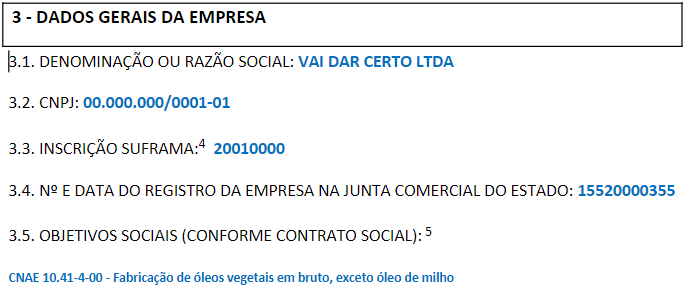 3 - DADOS GERAIS DA EMPRESA
3.1. DENOMINAÇÃO OU RAZÃO SOCIAL: VAI DAR CERTO LTDA
3.2. CNPJ: 00.000.000/0001-01
3.3. INSCRIÇÃO SUFRAMA:4 20010000
3.4. Nº E DATA DO REGISTRO DA EMPRESA NA JUNTA COMERCIAL DO ESTADO: 15520000355
3.5. OBJETIVOS SOCIAIS (CONFORME CONTRATO SOCIAL): 5
CNAE 10.41-4-00 - Fabricação de óleos vegetais em bruto, exceto óleo de milho